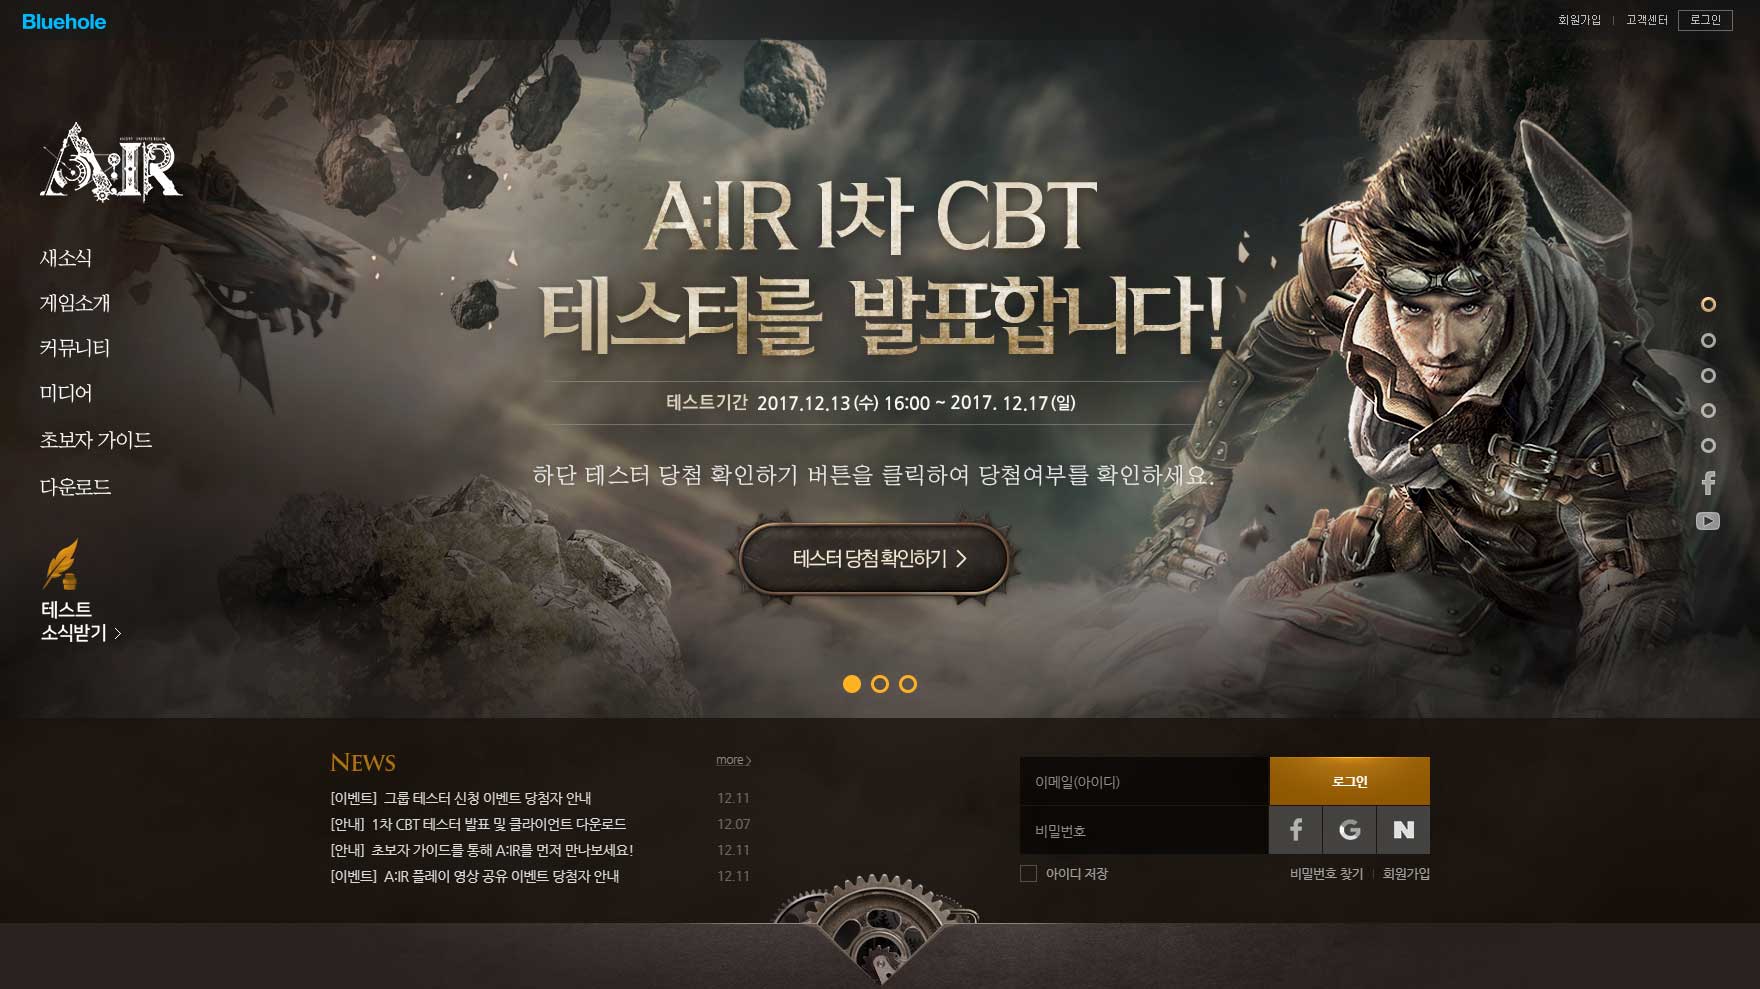 Bluehole
회원가입
고객센터
로그인
A:IR
새소식
게임소개
커뮤니티
미디어
초보자 가이드
다운로드
테스트
소식받기
A:IR 1차 CBT
테스터를 발표합니다!
테스트기간 2017.12.13(수) 16:00 ~ 2017. 12.17(일)
하단 테스터 당첨 확인하기 버튼을 클릭하여 당첨여부를 확인하세요.
테스터 당첨 확인하기
NEWS
more
[이벤트] 그룹 테스터 신청 이벤트 당첨자 안내 12.11
[안내] 1차 CBT 테스터 발표 및 클라이언트 다운로드 12.07
[안내] 초보자 가이드를 통해 A:IR를 먼저 만나보세요! 12.11
[이벤트] A:IR 플레이 영상 공유 이벤트 당첨자 안내 12.11
이메일(아이디)
로그인
비밀번호
아이디 저장
비밀번호 찾기
회원가입